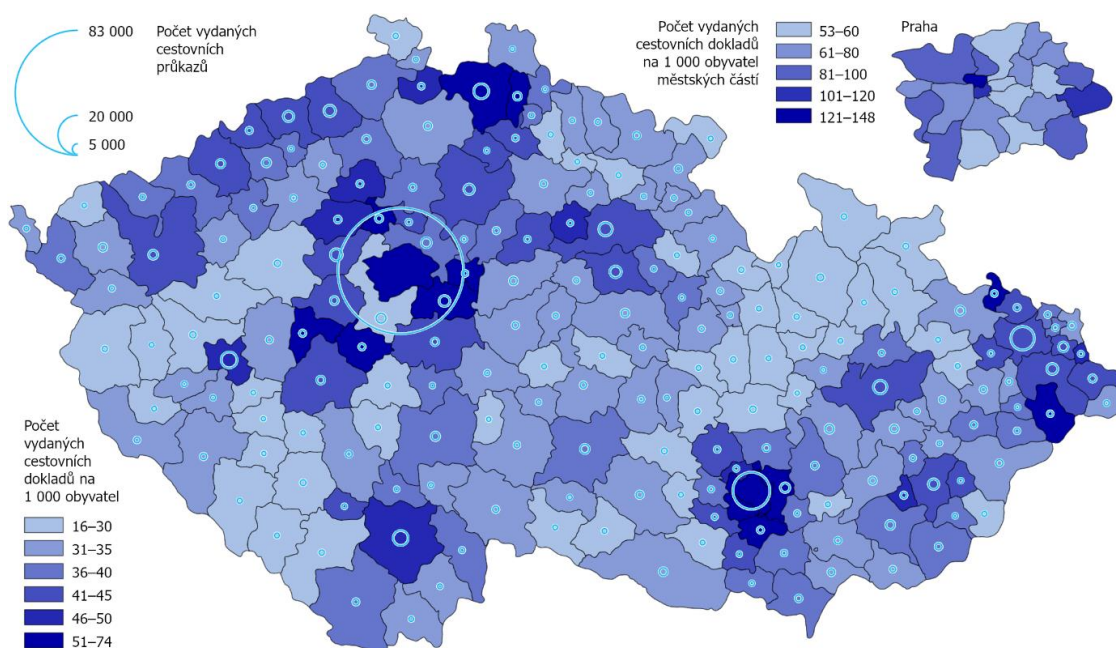 83 000
20 000
5 000
Počet vydaných
cestovních
průkazů
Počet vydaných
cestovních dokladů
na 1 000 obyvatel
městských částí
53–60
61–80
81–100
101–120
121–148
Praha
Počet
vydaných
cestovních
dokladů na
1 000 obyvatel
16–30
31–35
36–40
41–45
46–50
51–74